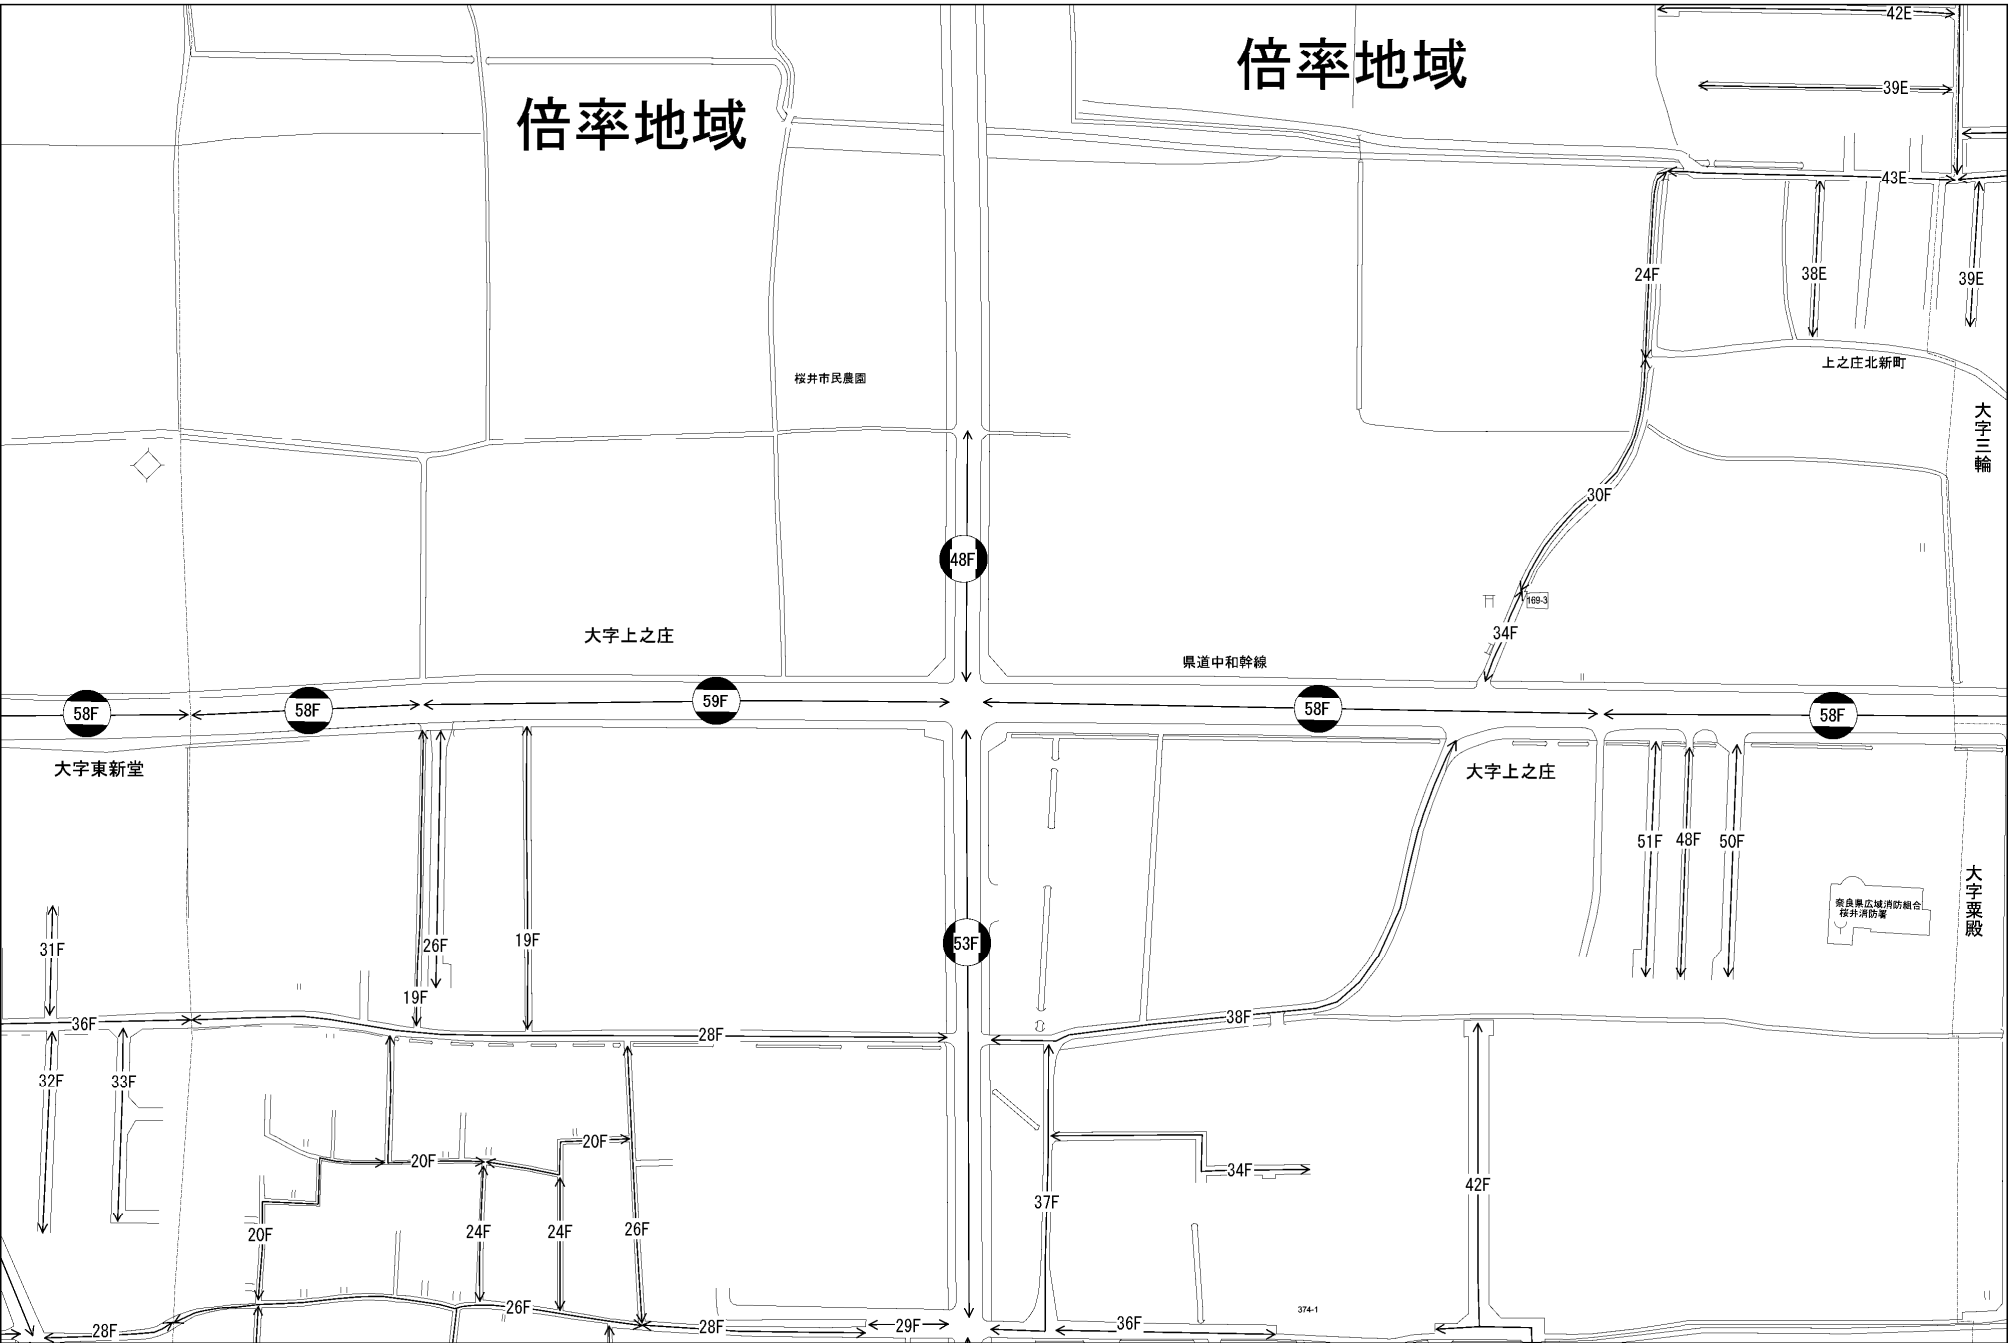 42E
倍率地域
39E
倍率地域
43E
24F
38E
39E
上之庄北新町
桜井市民農園
大字三輪
30F
48F
169-3
大字上之庄
34F
県道中和幹線
58F
58F
59F
58F
58F
大字東新堂
大字上之庄
51F
48F
50F
大字粟殿
奈良県広域消防組合
桜井消防署
31F
26F
19F
53F
19F
36F
28F
38F
32F
33F
20F
20F
34F
42F
37F
20F
24F
24F
26F
26F
374-1
28F
28F
29F
36F